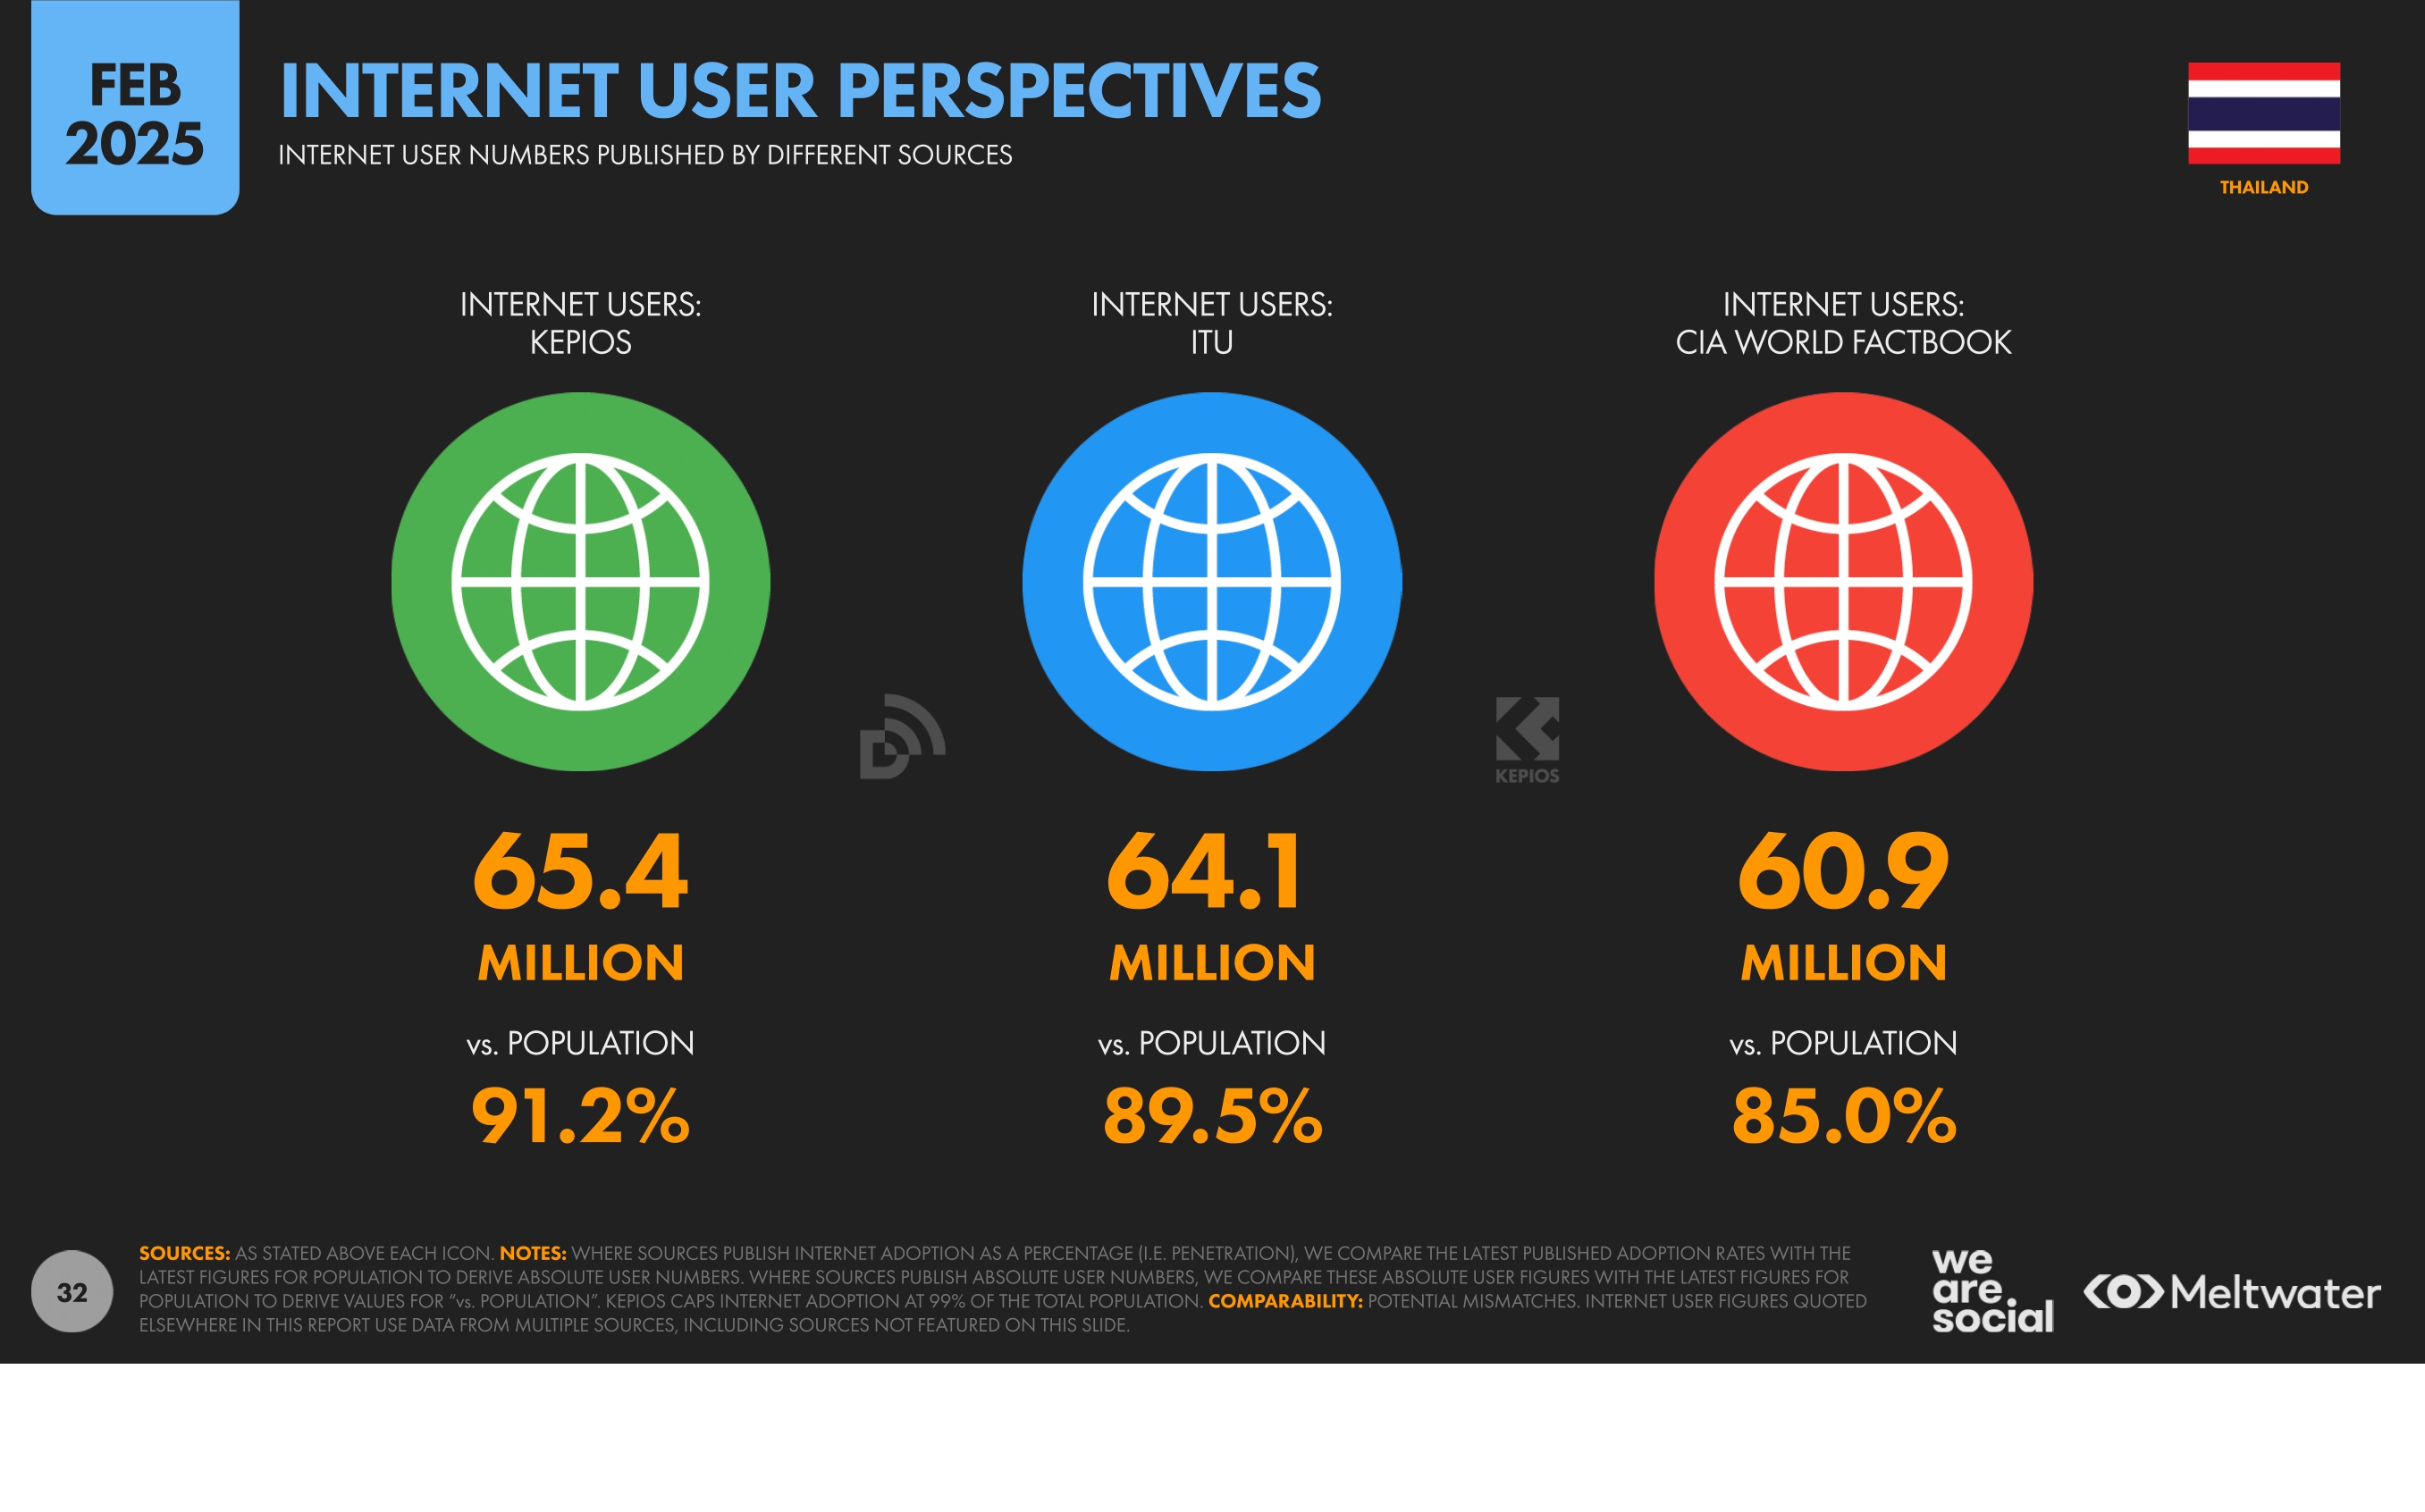 FEB
2025
INTERNET USER PERSPECTIVES
INTERNET USER NUMBERS PUBLISHED BY DIFFERENT SOURCES
THAILAND
INTERNET USERS:
KEPIOS
65.4
MILLION
vs. POPULATION
91.2%
INTERNET USERS:
ITU
64.1
MILLION
vs. POPULATION
89.5%
INTERNET USERS:
CIA WORLD FACTBOOK
60.9
MILLION
vs. POPULATION
85.0%
KEPIOS
32
SOURCES: AS STATED ABOVE EACH ICON. NOTES: WHERE SOURCES PUBLISH INTERNET ADOPTION AS A PERCENTAGE (I.E. PENETRATION), WE COMPARE THE LATEST PUBLISHED ADOPTION RATES WITH THE
LATEST FIGURES FOR POPULATION TO DERIVE ABSOLUTE USER NUMBERS. WHERE SOURCES PUBLISH ABSOLUTE USER NUMBERS, WE COMPARE THESE ABSOLUTE USER FIGURES WITH THE LATEST FIGURES FOR
POPULATION TO DERIVE VALUES FOR “vs. POPULATION”. KEPIOS CAPS INTERNET ADOPTION AT 99% OF THE TOTAL POPULATION. COMPARABILITY: POTENTIAL MISMATCHES. INTERNET USER FIGURES QUOTED
ELSEWHERE IN THIS REPORT USE DATA FROM MULTIPLE SOURCES, INCLUDING SOURCES NOT FEATURED ON THIS SLIDE.
we
are
social
Meltwater